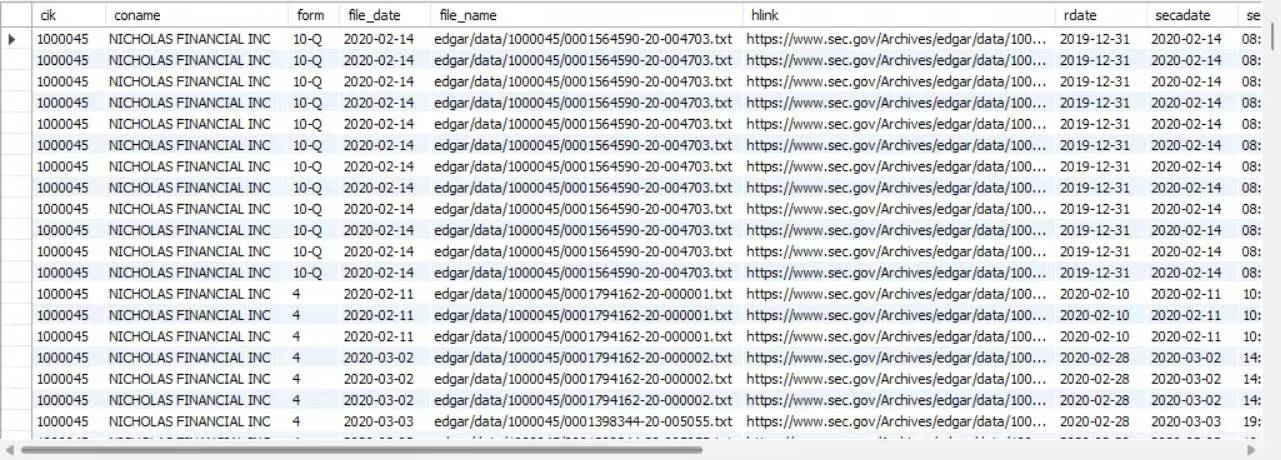 cik coname form file_date file_name hlink rdate secadate se
1000045 NICHOLAS FINANCIAL INC 10-Q 2020-02-14 edgar/data/1000045/0001564590-20-004703.txt https://www.sec.gov/Archives/edgar/data/100... 2019-12-31 2020-02-14 08:
1000045 NICHOLAS FINANCIAL INC 10-Q 2020-02-14 edgar/data/1000045/0001564590-20-004703.txt https://www.sec.gov/Archives/edgar/data/100... 2019-12-31 2020-02-14 08:
1000045 NICHOLAS FINANCIAL INC 10-Q 2020-02-14 edgar/data/1000045/0001564590-20-004703.txt https://www.sec.gov/Archives/edgar/data/100... 2019-12-31 2020-02-14 08:
1000045 NICHOLAS FINANCIAL INC 10-Q 2020-02-14 edgar/data/1000045/0001564590-20-004703.txt https://www.sec.gov/Archives/edgar/data/100... 2019-12-31 2020-02-14 08:
1000045 NICHOLAS FINANCIAL INC 10-Q 2020-02-14 edgar/data/1000045/0001564590-20-004703.txt https://www.sec.gov/Archives/edgar/data/100... 2019-12-31 2020-02-14 08:
1000045 NICHOLAS FINANCIAL INC 10-Q 2020-02-14 edgar/data/1000045/0001564590-20-004703.txt https://www.sec.gov/Archives/edgar/data/100... 2019-12-31 2020-02-14 08:
1000045 NICHOLAS FINANCIAL INC 10-Q 2020-02-14 edgar/data/1000045/0001564590-20-004703.txt https://www.sec.gov/Archives/edgar/data/100... 2019-12-31 2020-02-14 08:
1000045 NICHOLAS FINANCIAL INC 10-Q 2020-02-14 edgar/data/1000045/0001564590-20-004703.txt https://www.sec.gov/Archives/edgar/data/100... 2019-12-31 2020-02-14 08:
1000045 NICHOLAS FINANCIAL INC 10-Q 2020-02-14 edgar/data/1000045/0001564590-20-004703.txt https://www.sec.gov/Archives/edgar/data/100... 2019-12-31 2020-02-14 08:
1000045 NICHOLAS FINANCIAL INC 10-Q 2020-02-14 edgar/data/1000045/0001564590-20-004703.txt https://www.sec.gov/Archives/edgar/data/100... 2019-12-31 2020-02-14 08:
1000045 NICHOLAS FINANCIAL INC 10-Q 2020-02-14 edgar/data/1000045/0001564590-20-004703.txt https://www.sec.gov/Archives/edgar/data/100... 2019-12-31 2020-02-14 08:
1000045 NICHOLAS FINANCIAL INC 10-Q 2020-02-14 edgar/data/1000045/0001564590-20-004703.txt https://www.sec.gov/Archives/edgar/data/100... 2019-12-31 2020-02-14 08:
1000045 NICHOLAS FINANCIAL INC 4 2020-02-11 edgar/data/1000045/0001794162-20-000001.txt https://www.sec.gov/Archives/edgar/data/100... 2020-02-10 2020-02-11 10:
1000045 NICHOLAS FINANCIAL INC 4 2020-02-11 edgar/data/1000045/0001794162-20-000001.txt https://www.sec.gov/Archives/edgar/data/100... 2020-02-10 2020-02-11 10:
1000045 NICHOLAS FINANCIAL INC 4 2020-02-11 edgar/data/1000045/0001794162-20-000001.txt https://www.sec.gov/Archives/edgar/data/100... 2020-02-10 2020-02-11 10:
1000045 NICHOLAS FINANCIAL INC 4 2020-03-02 edgar/data/1000045/0001794162-20-000002.txt https://www.sec.gov/Archives/edgar/data/100... 2020-02-28 2020-03-02 14:
1000045 NICHOLAS FINANCIAL INC 4 2020-03-02 edgar/data/1000045/0001794162-20-000002.txt https://www.sec.gov/Archives/edgar/data/100... 2020-02-28 2020-03-02 14:
1000045 NICHOLAS FINANCIAL INC 4 2020-03-02 edgar/data/1000045/0001794162-20-000002.txt https://www.sec.gov/Archives/edgar/data/100... 2020-02-28 2020-03-02 14:
1000045 NICHOLAS FINANCIAL INC 4 2020-03-03 edgar/data/1000045/0001398344-20-005055.txt https://www.sec.gov/Archives/edgar/data/100... 2020-02-28 2020-03-03 19: